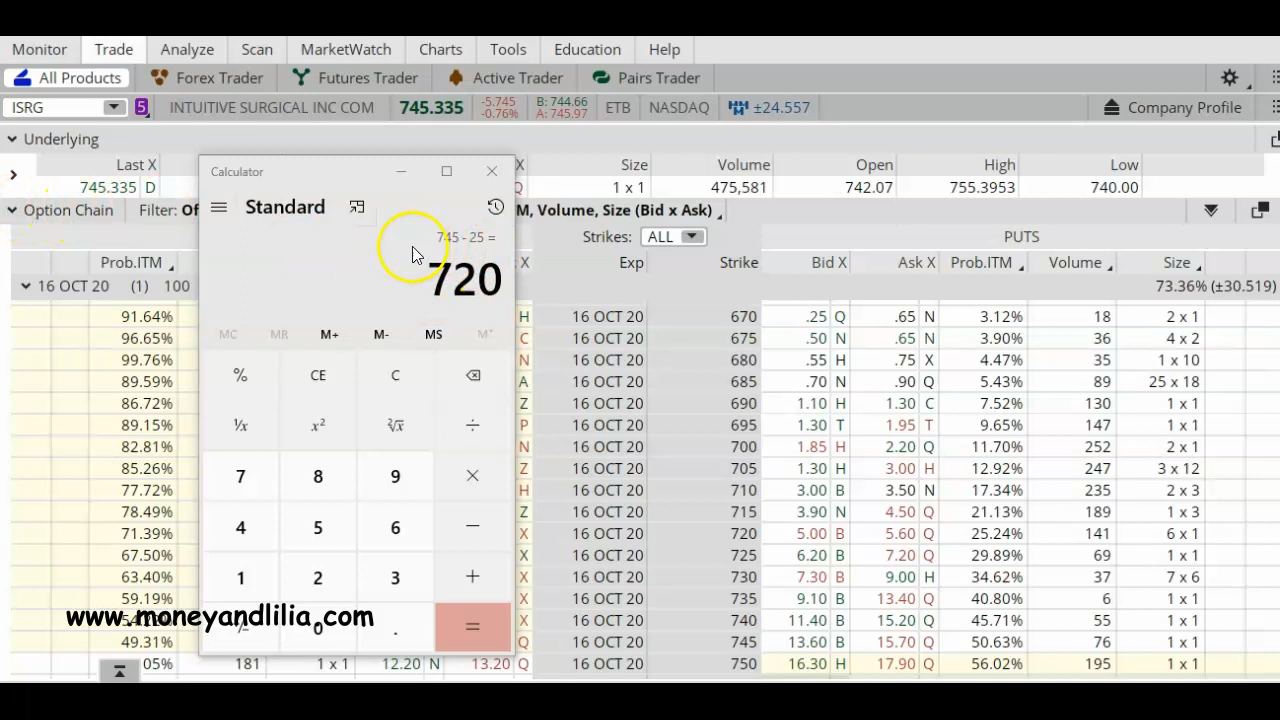 Monitor Trade Analyze Scan MarketWatch Charts Tools Education Help
All Products Forex Trader Futures Trader Active Trader Pairs Trader
ISRG 5 INTUITIVE SURGICAL INC COM 745.335 -5.745 -0.76% B: 744.66 A: 745.97 ETB NASDAQ ±24.557 Company Profile
Underlying
Last X X Size Volume Open High Low
745.335 D Q 1 x 1 475,581 742.07 755.3953 740.00
Option Chain Filter: M, Volume, Size (Bid x Ask) Strikes: ALL PUTS
Prob.ITM X Exp Strike Bid X Ask X Prob.ITM Volume Size
16 OCT 20 (1) 100 73.36% (±30.519)
Calculator
Standard
745 - 25 =
720
MC MR M+ M- MS M˅
% CE C
¹/x x² ²√x ÷
7 8 9 ×
4 5 6 −
1 2 3 +
+/- 0 . =
91.64% H 16 OCT 20 670 .25 Q .65 N 3.12% 18 2 x 1
96.65% C 16 OCT 20 675 .50 N .65 N 3.90% 36 4 x 2
99.76% N 16 OCT 20 680 .55 H .75 X 4.47% 35 1 x 10
89.59% A 16 OCT 20 685 .70 N .90 Q 5.43% 89 25 x 18
86.72% Z 16 OCT 20 690 1.10 H 1.30 C 7.52% 130 1 x 1
89.15% P 16 OCT 20 695 1.30 T 1.95 T 9.65% 147 1 x 1
82.81% N 16 OCT 20 700 1.85 H 2.20 Q 11.70% 252 1 x 1
85.26% Z 16 OCT 20 705 1.30 H 3.00 H 12.92% 247 3 x 12
77.72% H 16 OCT 20 710 3.00 B 3.50 N 17.34% 235 2 x 3
78.49% Z 16 OCT 20 715 3.90 N 4.50 Q 21.13% 189 1 x 3
71.39% X 16 OCT 20 720 5.00 B 5.60 Q 25.24% 141 6 x 1
67.50% X 16 OCT 20 725 6.20 B 7.20 Q 29.89% 69 1 x 1
63.40% X 16 OCT 20 730 7.30 B 9.00 H 34.62% 37 7 x 6
59.19% X 16 OCT 20 735 9.10 B 13.40 Q 40.80% 6 1 x 1
www.moneyandlilia.com
X 16 OCT 20 740 11.40 B 15.20 Q 45.71% 55 1 x 1
49.31% Q 16 OCT 20 745 13.60 B 15.70 Q 50.63% 76 1 x 1
05% 181 1 x 1 12.20 N 13.20 Q 16 OCT 20 750 16.30 H 17.90 Q 56.02% 195 1 x 1